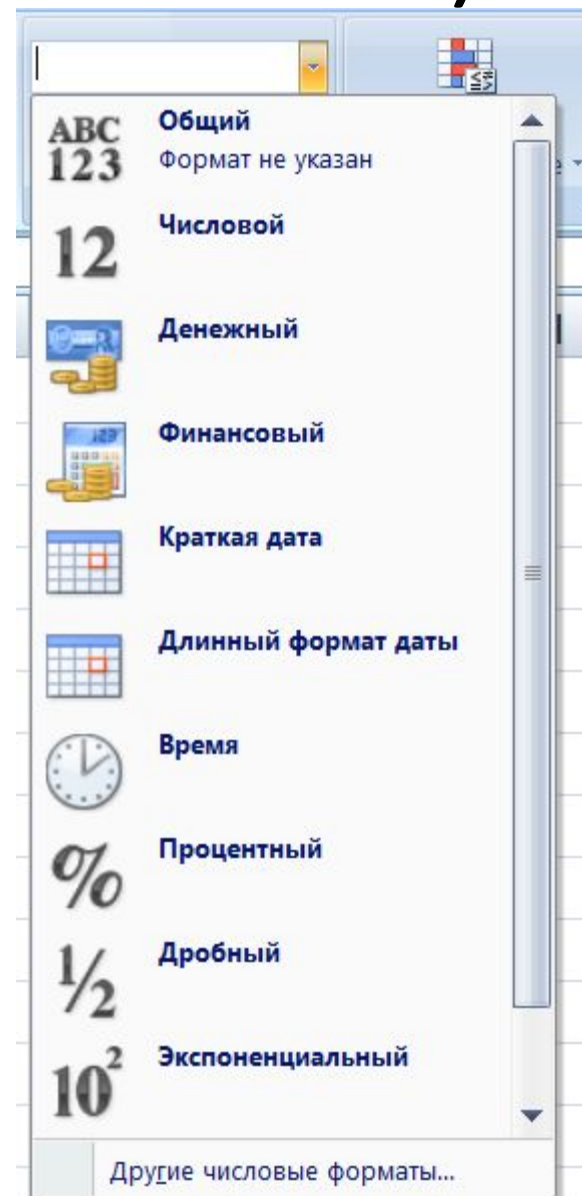 ABC
123
Общий
Формат не указан
12
Числовой
Денежный
123
Финансовый
Краткая дата
Длинный формат даты
Время
%
Процентный
1/2
Дробный
10²
Экспоненциальный
Другие числовые форматы...